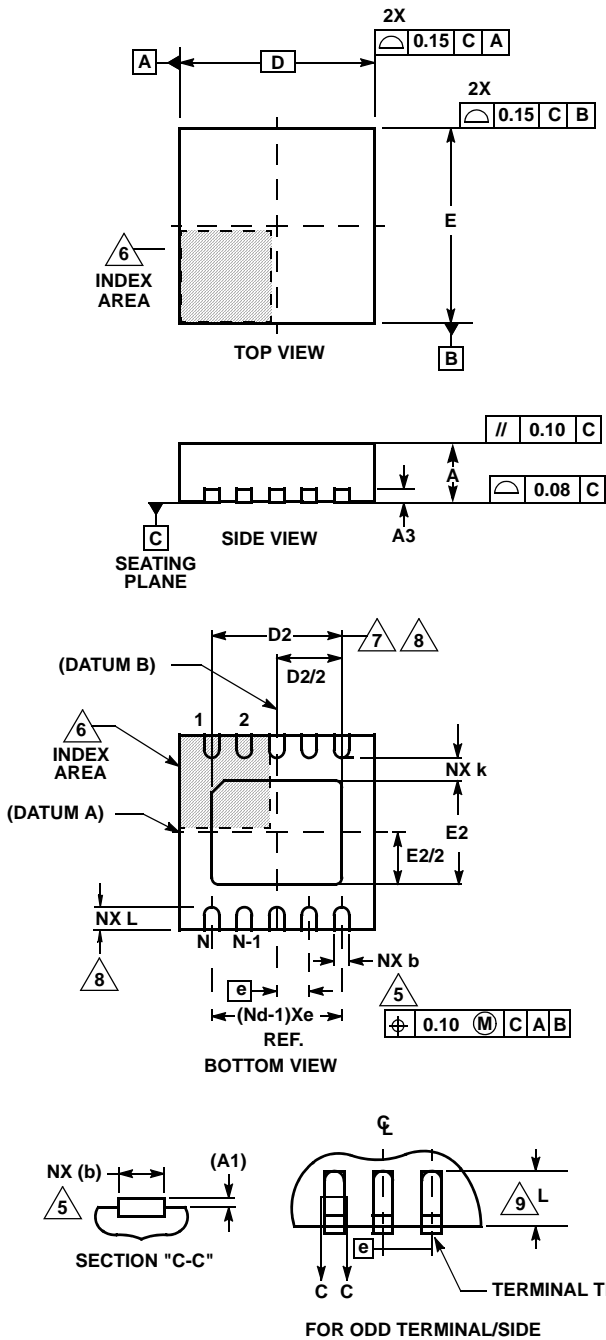 2X
⌓ 0.15 C A
A
D
2X
⌓ 0.15 C B
E
6
INDEX
AREA
TOP VIEW
B
// 0.10 C
A
⌓ 0.08 C
C
SIDE VIEW
A3
SEATING
PLANE
D2
7 8
(DATUM B)
D2/2
6
INDEX
AREA
1 2
NX k
(DATUM A)
E2
E2/2
NX L
8
N N-1
NX b
e
5
(Nd-1)Xe
REF.
⌖ 0.10 Ⓜ C A B
BOTTOM VIEW
℄
NX (b)
(A1)
5
9 L
SECTION "C-C"
e
C C
TERMINAL T
FOR ODD TERMINAL/SIDE